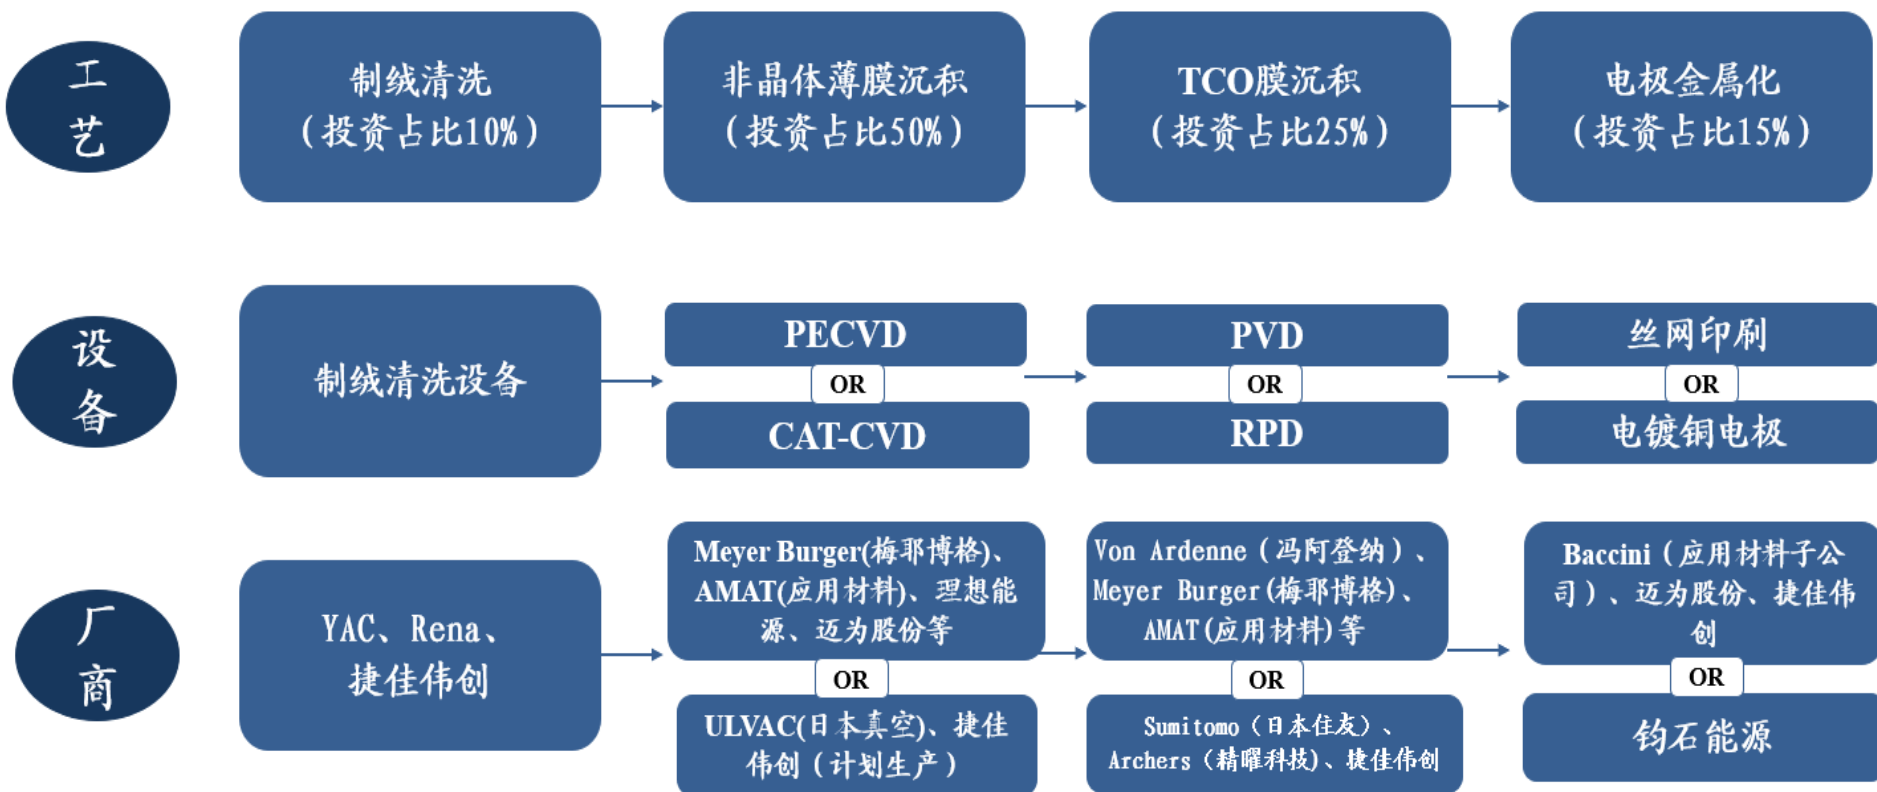 工
艺
制绒清洗
（投资占比10%）
非晶体薄膜沉积
（投资占比50%）
TCO膜沉积
（投资占比25%）
电极金属化
（投资占比15%）
设
备
制绒清洗设备
PECVD
OR
CAT-CVD
PVD
OR
RPD
丝网印刷
OR
电镀铜电极
厂
商
YAC、Rena、
捷佳伟创
Meyer Burger(梅耶博格)、
AMAT(应用材料)、理想能
源、迈为股份等
OR
ULVAC(日本真空)、捷佳
伟创（计划生产）
Von Ardenne（冯阿登纳）、
Meyer Burger(梅耶博格)、
AMAT(应用材料)等
OR
Sumitomo（日本住友）、
Archers（精曜科技)、捷佳伟创
Baccini（应用材料子公
司）、迈为股份、捷佳伟
创
OR
钧石能源